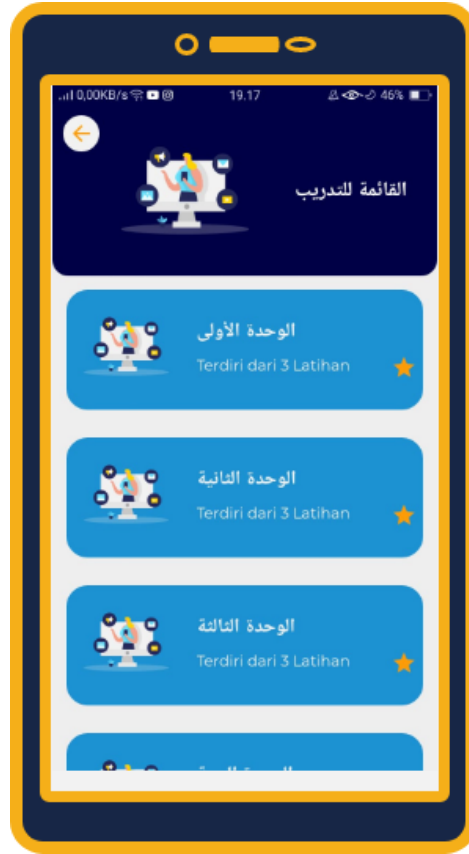 0,00KB/s 19.17 46%
القائمة للتدريب
الوحدة الأولى
Terdiri dari 3 Latihan
الوحدة الثانية
Terdiri dari 3 Latihan
الوحدة الثالثة
Terdiri dari 3 Latihan